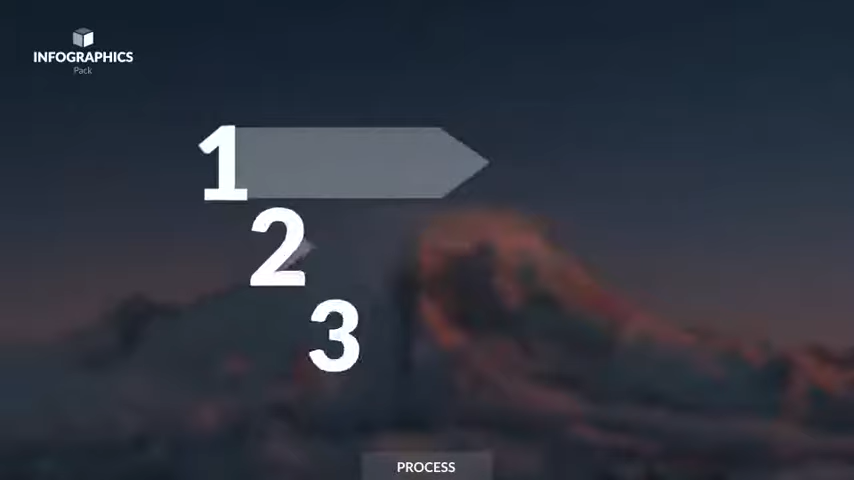 INFOGRAPHICS
Pack
1
2
3
PROCESS